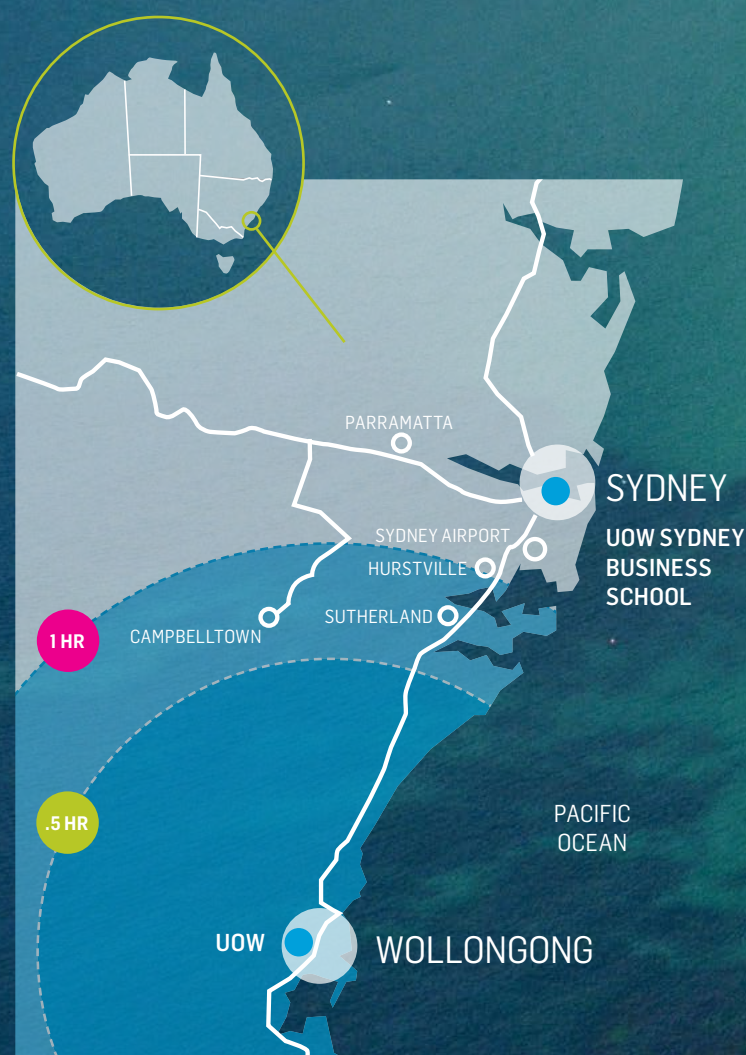 PARRAMATTA
SYDNEY
SYDNEY AIRPORT
UOW SYDNEY
BUSINESS
SCHOOL
HURSTVILLE
SUTHERLAND
CAMPBELLTOWN
1 HR
.5 HR
PACIFIC
OCEAN
UOW
WOLLONGONG